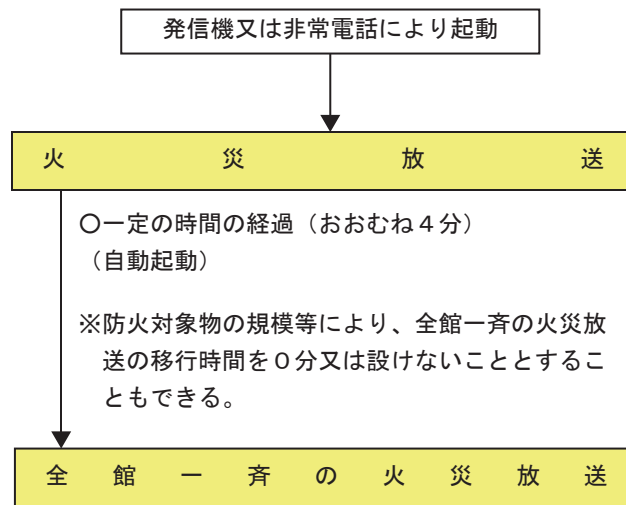 発信機又は非常電話により起動
火災放送
〇一定の時間の経過（おおむね４分）
（自動起動）
※防火対象物の規模等により、全館一斉の火災放
送の移行時間を０分又は設けないこととするこ
ともできる。
全館一斉の火災放送